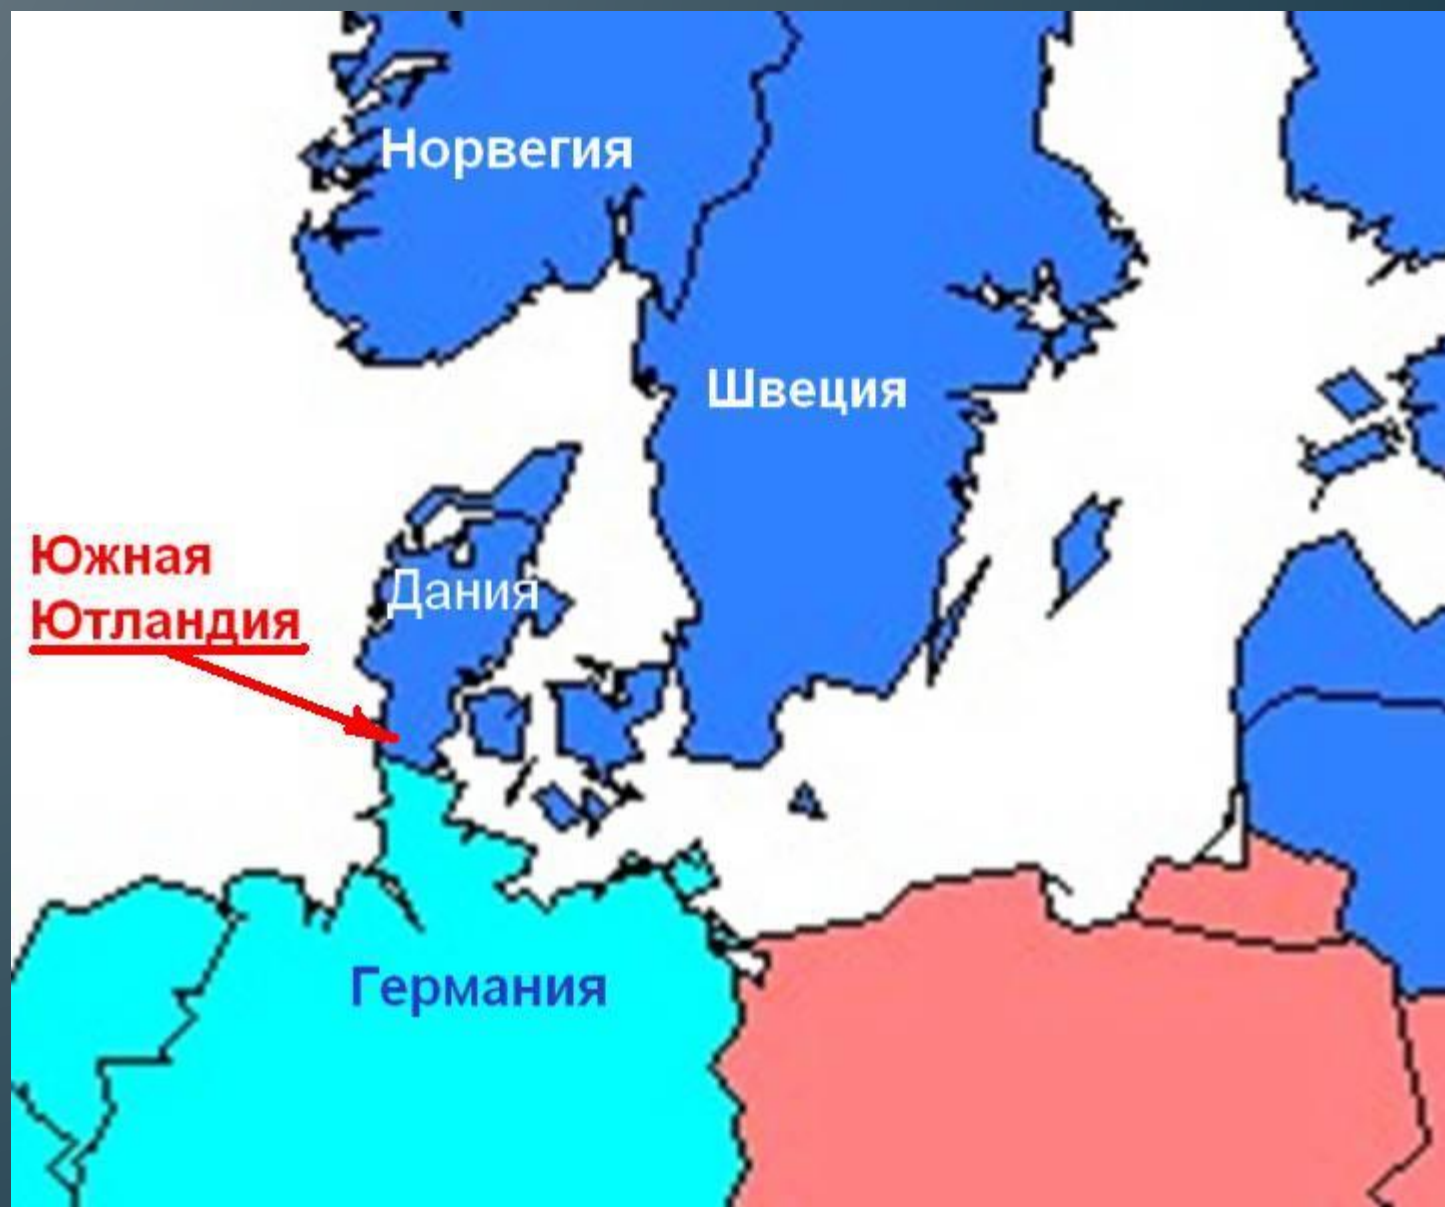 Норвегия
Швеция
Южная
Ютландия
Дания
Германия